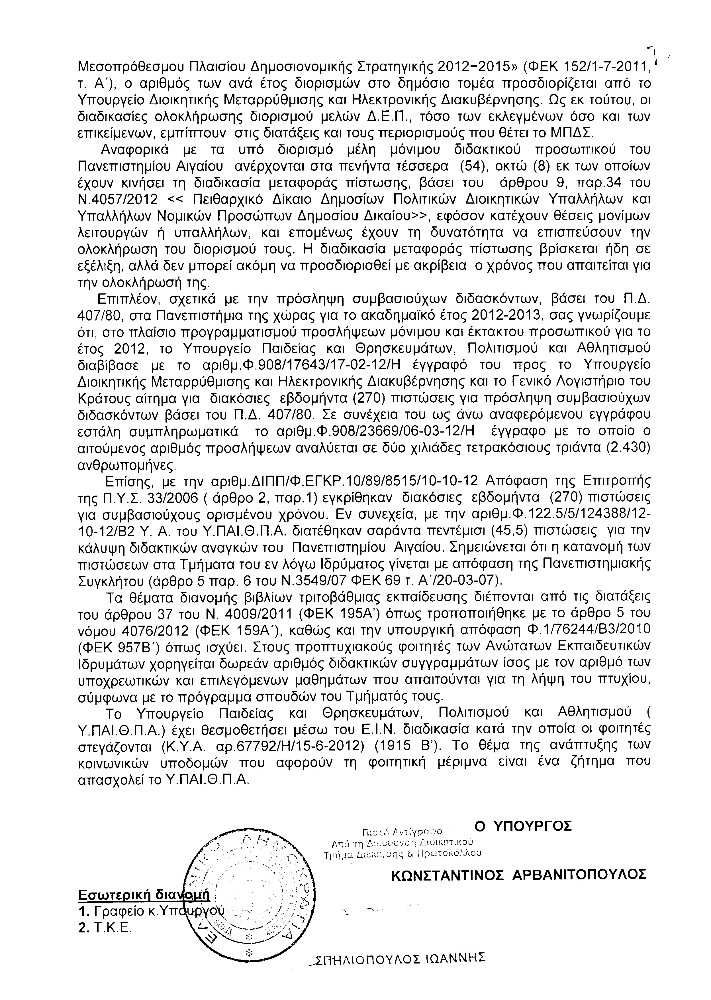 Μεσοπρόθεσμου Πλαισίου Δημοσιονομικής Στρατηγικής 2012–2015» (ΦΕΚ 152/1-7-2011,
τ. Α΄), ο αριθμός των ανά έτος διορισμών στο δημόσιο τομέα προσδιορίζεται από το
Υπουργείο Διοικητικής Μεταρρύθμισης και Ηλεκτρονικής Διακυβέρνησης. Ως εκ τούτου, οι
διαδικασίες ολοκλήρωσης διορισμού μελών Δ.Ε.Π., τόσο των εκλεγμένων όσο και των
επικείμενων, εμπίπτουν στις διατάξεις και τους περιορισμούς που θέτει το ΜΠΔΣ.
Αναφορικά με τα υπό διορισμό μέλη μόνιμου διδακτικού προσωπικού του
Πανεπιστημίου Αιγαίου ανέρχονται στα πενήντα τέσσερα (54), οκτώ (8) εκ των οποίων
έχουν κινήσει τη διαδικασία μεταφοράς πίστωσης, βάσει του άρθρου 9, παρ.34 του
Ν.4057/2012 << Πειθαρχικό Δίκαιο Δημοσίων Πολιτικών Διοικητικών Υπαλλήλων και
Υπαλλήλων Νομικών Προσώπων Δημοσίου Δικαίου>>, εφόσον κατέχουν θέσεις μονίμων
λειτουργών ή υπαλλήλων, και επομένως έχουν τη δυνατότητα να επισπεύσουν την
ολοκλήρωση του διορισμού τους. Η διαδικασία μεταφοράς πίστωσης βρίσκεται ήδη σε
εξέλιξη, αλλά δεν μπορεί ακόμη να προσδιορισθεί με ακρίβεια ο χρόνος που απαιτείται για
την ολοκλήρωσή της.
Επιπλέον, σχετικά με την πρόσληψη συμβασιούχων διδασκόντων, βάσει του Π.Δ.
407/80, στα Πανεπιστήμια της χώρας για το ακαδημαϊκό έτος 2012-2013, σας γνωρίζουμε
ότι, στο πλαίσιο προγραμματισμού προσλήψεων μόνιμου και έκτακτου προσωπικού για το
έτος 2012, το Υπουργείο Παιδείας και Θρησκευμάτων, Πολιτισμού και Αθλητισμού
διαβίβασε με το αριθμ.Φ.908/17643/17-02-12/Η έγγραφό του προς το Υπουργείο
Διοικητικής Μεταρρύθμισης και Ηλεκτρονικής Διακυβέρνησης και το Γενικό Λογιστήριο του
Κράτους αίτημα για διακόσιες εβδομήντα (270) πιστώσεις για πρόσληψη συμβασιούχων
διδασκόντων βάσει του Π.Δ. 407/80. Σε συνέχεια του ως άνω αναφερόμενου εγγράφου
εστάλη συμπληρωματικά το αριθμ.Φ.908/23669/06-03-12/Η έγγραφο με το οποίο ο
αιτούμενος αριθμός προσλήψεων αναλύεται σε δύο χιλιάδες τετρακόσιους τριάντα (2.430)
ανθρωπομήνες.
Επίσης, με την αριθμ.ΔΙΠΠ/Φ.ΕΓΚΡ.10/89/8515/10-10-12 Απόφαση της Επιτροπής
της Π.Υ.Σ. 33/2006 ( άρθρο 2, παρ.1) εγκρίθηκαν διακόσιες εβδομήντα (270) πιστώσεις
για συμβασιούχους ορισμένου χρόνου. Εν συνεχεία, με την αριθμ.Φ.122.5/5/124388/12-
10-12/Β2 Υ. Α. του Υ.ΠΑΙ.Θ.Π.Α. διατέθηκαν σαράντα πεντέμισι (45,5) πιστώσεις για την
κάλυψη διδακτικών αναγκών του Πανεπιστημίου Αιγαίου. Σημειώνεται ότι η κατανομή των
πιστώσεων στα Τμήματα του εν λόγω Ιδρύματος γίνεται με απόφαση της Πανεπιστημιακής
Συγκλήτου (άρθρο 5 παρ. 6 του Ν.3549/07 ΦΕΚ 69 τ. Α΄/20-03-07).
Τα θέματα διανομής βιβλίων τριτοβάθμιας εκπαίδευσης διέπονται από τις διατάξεις
του άρθρου 37 του Ν. 4009/2011 (ΦΕΚ 195Α’) όπως τροποποιήθηκε με το άρθρο 5 του
νόμου 4076/2012 (ΦΕΚ 159Α΄), καθώς και την υπουργική απόφαση Φ.1/76244/Β3/2010
(ΦΕΚ 957Β΄) όπως ισχύει. Στους προπτυχιακούς φοιτητές των Ανώτατων Εκπαιδευτικών
Ιδρυμάτων χορηγείται δωρεάν αριθμός διδακτικών συγγραμμάτων ίσος με τον αριθμό των
υποχρεωτικών και επιλεγόμενων μαθημάτων που απαιτούνται για τη λήψη του πτυχίου,
σύμφωνα με το πρόγραμμα σπουδών του Τμήματός τους.
Το Υπουργείο Παιδείας και Θρησκευμάτων, Πολιτισμού και Αθλητισμού (
Υ.ΠΑΙ.Θ.Π.Α.) έχει θεσμοθετήσει μέσω του Ε.Ι.Ν. διαδικασία κατά την οποία οι φοιτητές
στεγάζονται (Κ.Υ.Α. αρ.67792/Η/15-6-2012) (1915 Β’). Το θέμα της ανάπτυξης των
κοινωνικών υποδομών που αφορούν τη φοιτητική μέριμνα είναι ένα ζήτημα που
απασχολεί το Υ.ΠΑΙ.Θ.Π.Α.
Ο ΥΠΟΥΡΓΟΣ
Πιστό Αντίγραφο
Από τη Διεύθυνση Διοικητικού
Τμήμα Διεκπ/σης & Πρωτοκόλλου
ΚΩΝΣΤΑΝΤΙΝΟΣ ΑΡΒΑΝΙΤΟΠΟΥΛΟΣ
ΕΛΛΗΝΙΚΗ ΔΗΜΟΚΡΑΤΙΑ
Εσωτερική διανομή
1. Γραφείο κ.Υπουργού
2. Τ.Κ.Ε.
ΣΠΗΛΙΟΠΟΥΛΟΣ ΙΩΑΝΝΗΣ